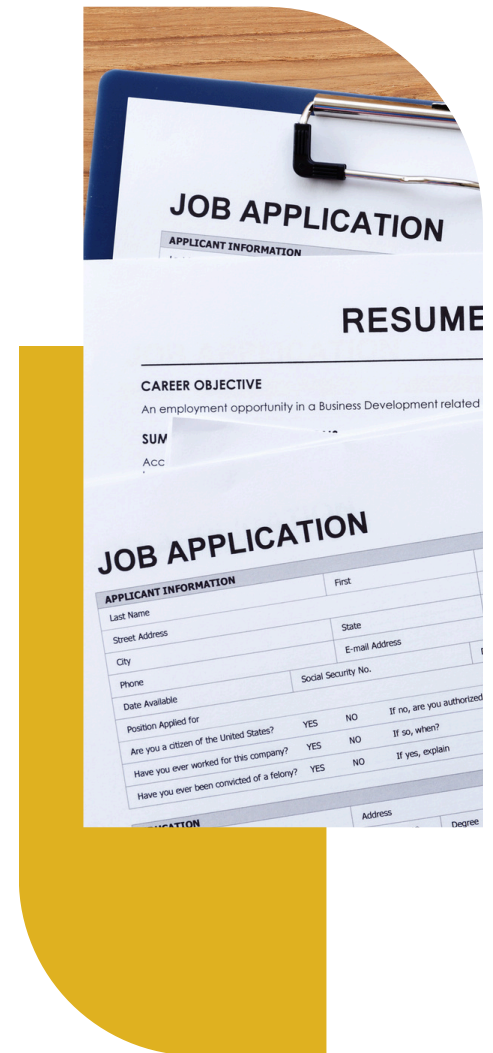 JOB APPLICATION
APPLICANT INFORMATION
RESUME
CAREER OBJECTIVE
An employment opportunity in a Business Development related
JOB APPLICATION
APPLICANT INFORMATION
Last Name First
Street Address
City State
Phone E-mail Address
Date Available Social Security No.
Position Applied for
Are you a citizen of the United States? YES NO If no, are you authorized
Have you ever worked for this company? YES NO If so, when?
Have you ever been convicted of a felony? YES NO If yes, explain
Address
Degree